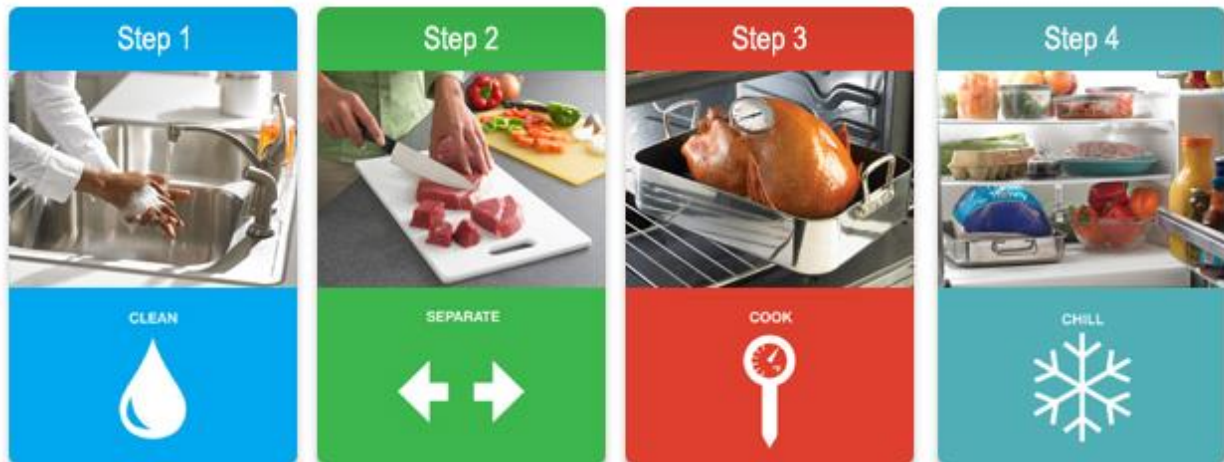 Step 1
CLEAN
Step 2
SEPARATE
Step 3
COOK
Step 4
CHILL